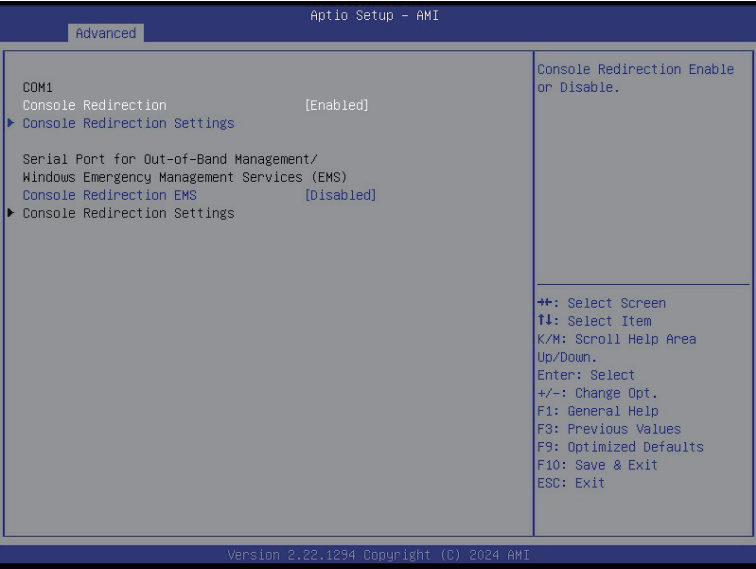 Aptio Setup – AMI
Advanced
COM1
Console Redirection [Enabled]
Console Redirection Settings
Serial Port for Out-of-Band Management/
Windows Emergency Management Services (EMS)
Console Redirection EMS [Disabled]
Console Redirection Settings
Console Redirection Enable
or Disable.
→←: Select Screen
↑↓: Select Item
K/M: Scroll Help Area
Up/Down.
Enter: Select
+/-: Change Opt.
F1: General Help
F3: Previous Values
F9: Optimized Defaults
F10: Save & Exit
ESC: Exit
Version 2.22.1294 Copyright (C) 2024 AMI